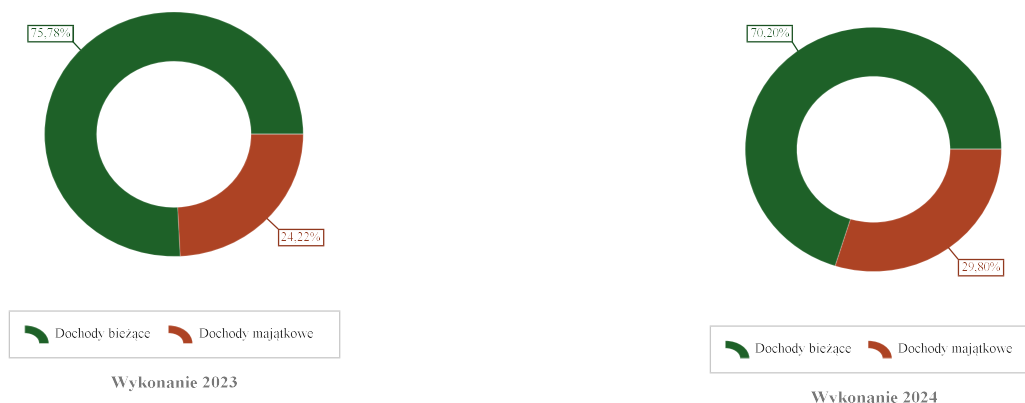 75,78%
24,22%
Dochody bieżące Dochody majątkowe
Wykonanie 2023
70,20%
29,80%
Dochody bieżące Dochody majątkowe
Wykonanie 2024